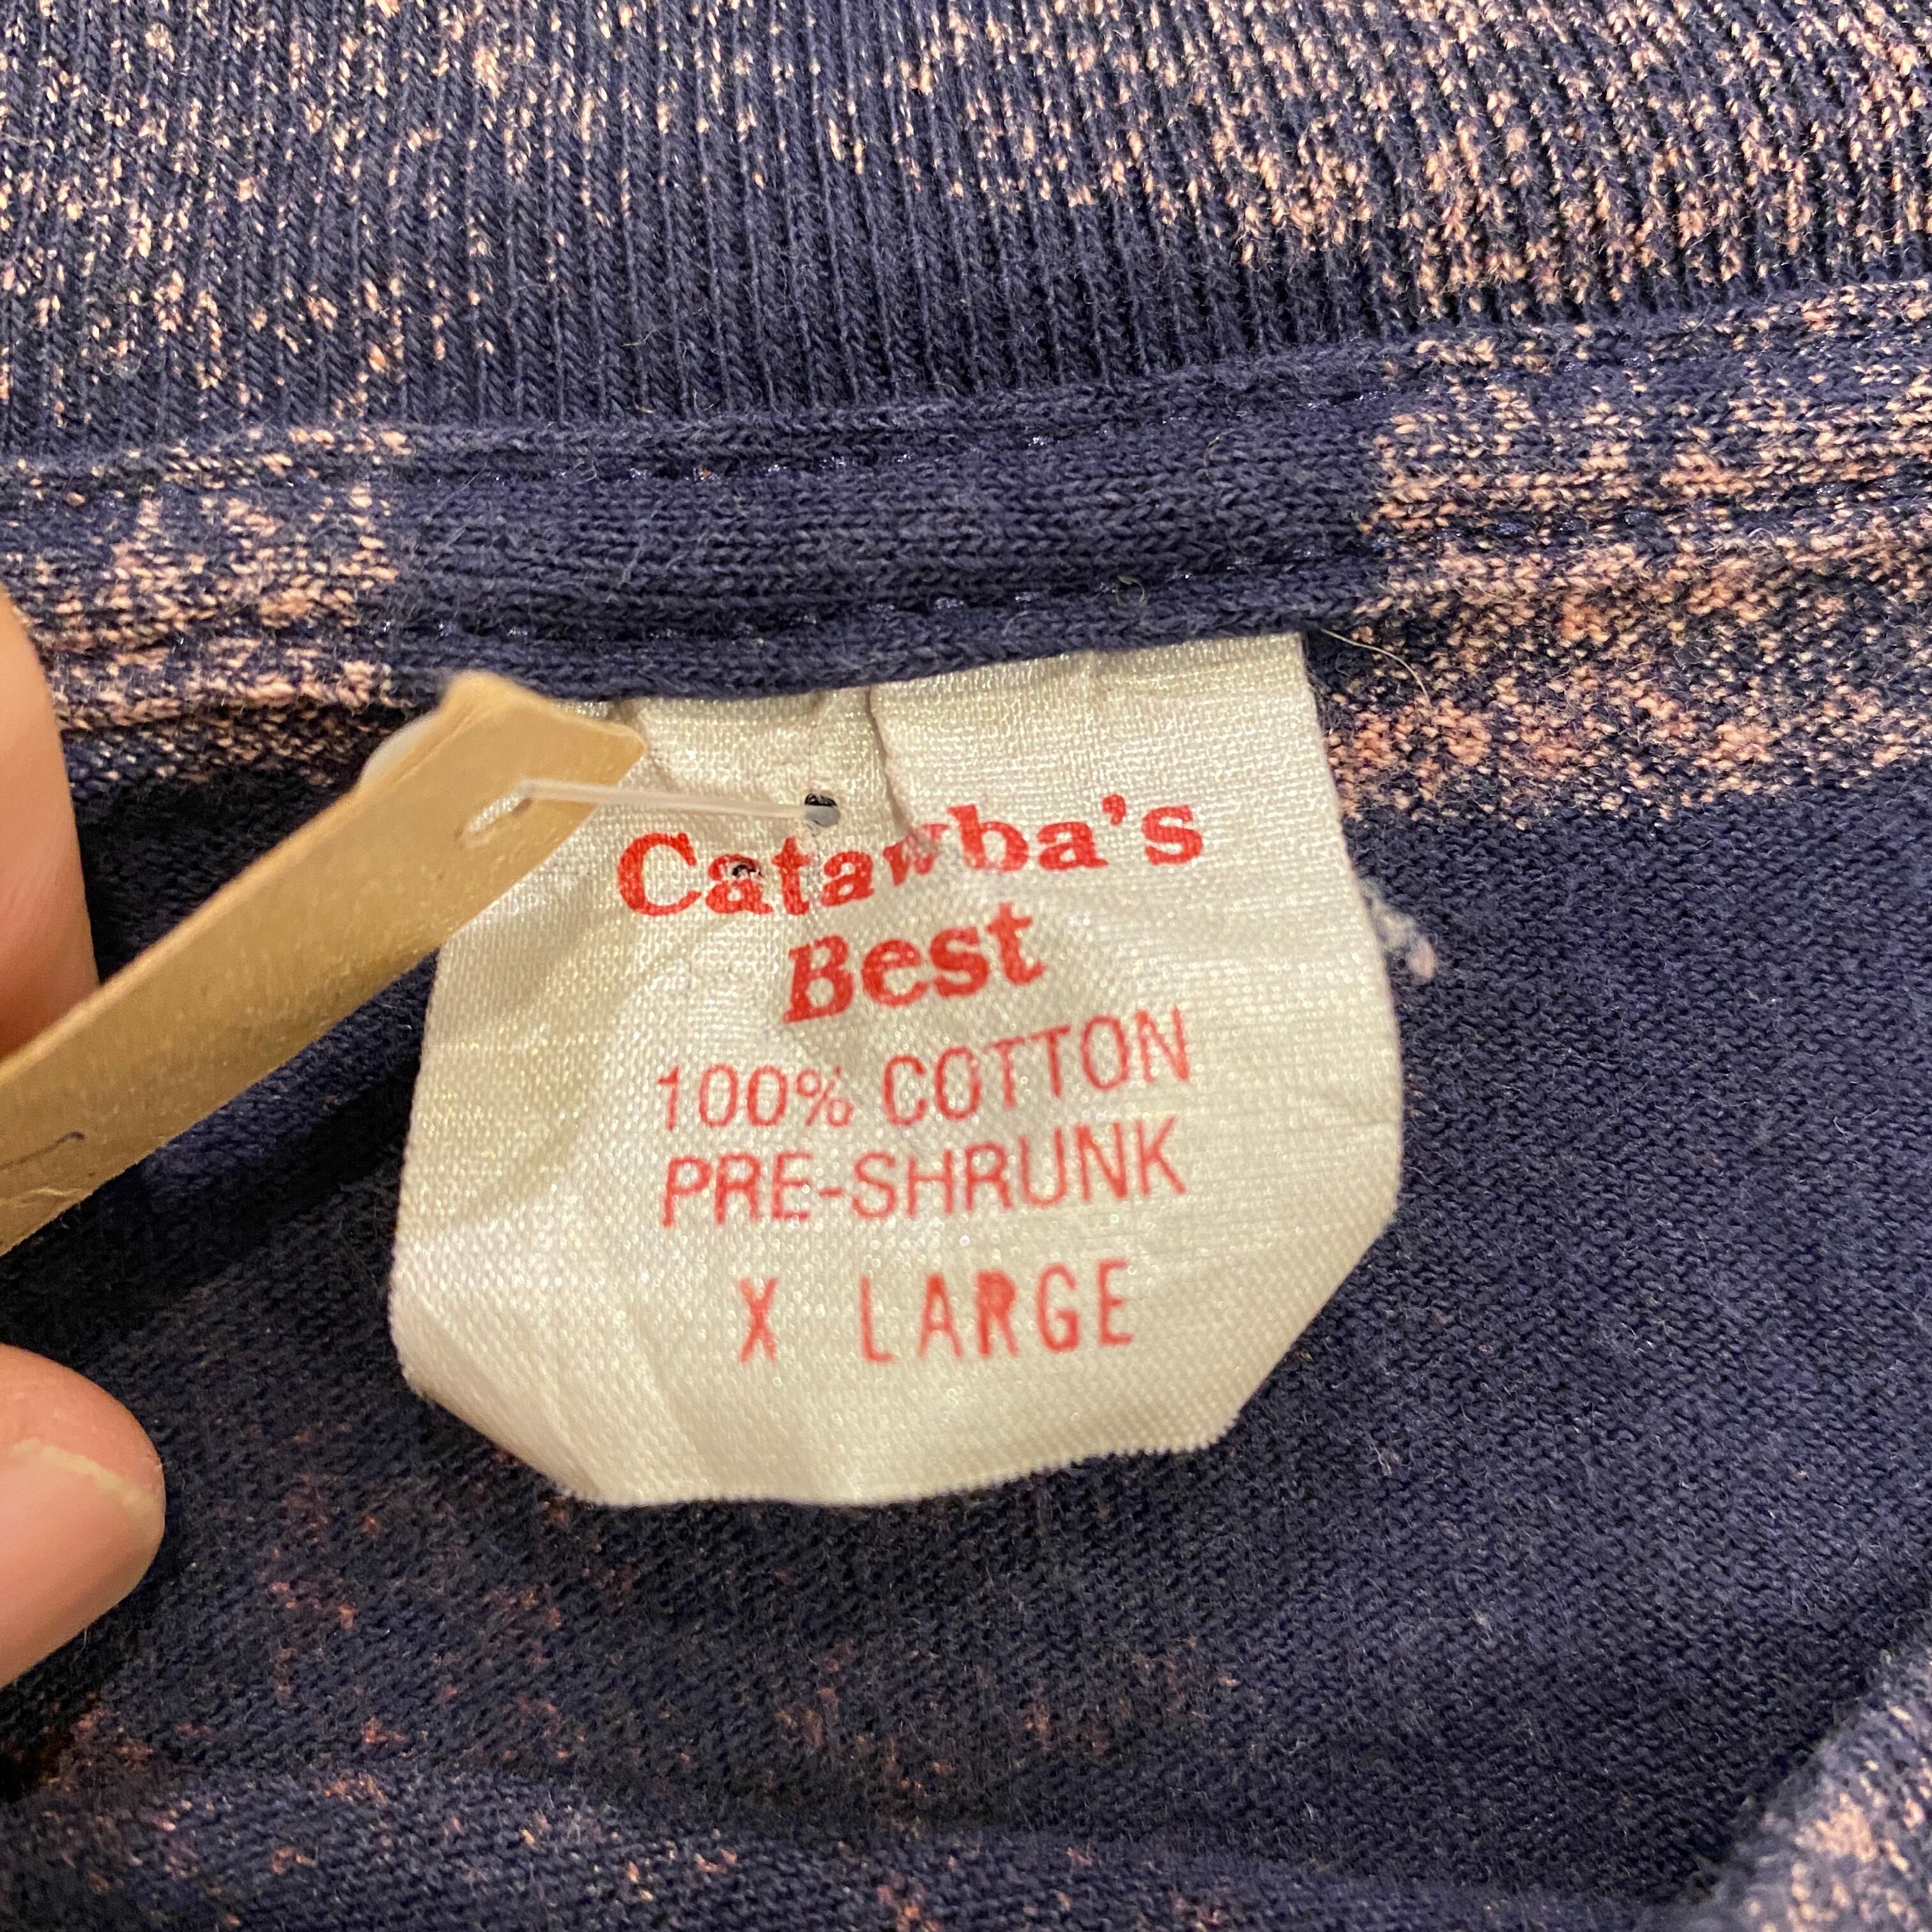 Catawba's
Best
100% COTTON
PRE-SHRUNK
X LARGE